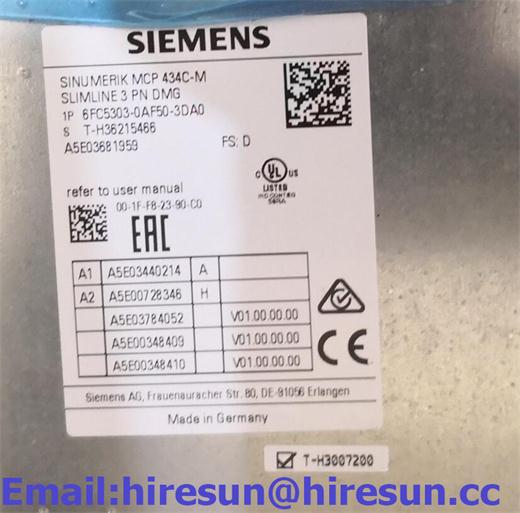 SIEMENS
SINUMERIK MCP 434C-M
SLIMLINE 3 PN DMG
1P 6FC5303-0AF50-3DA0
S T-H36215466
A5E03681959 FS: D
C UL US
LISTED
refer to user manual
00-1F-F8-23-90-C0
EAC
A1 A5E03440214 A
A2 A5E00728346 H
A5E03784052 V01.00.00.00
A5E00348409 V01.00.00.00
A5E00348410 V01.00.00.00
CE
Siemens AG, Frauenauracher Str. 80, DE-91056 Erlangen
Made in Germany
T-H3007200
Email:hiresun@hiresun.cc